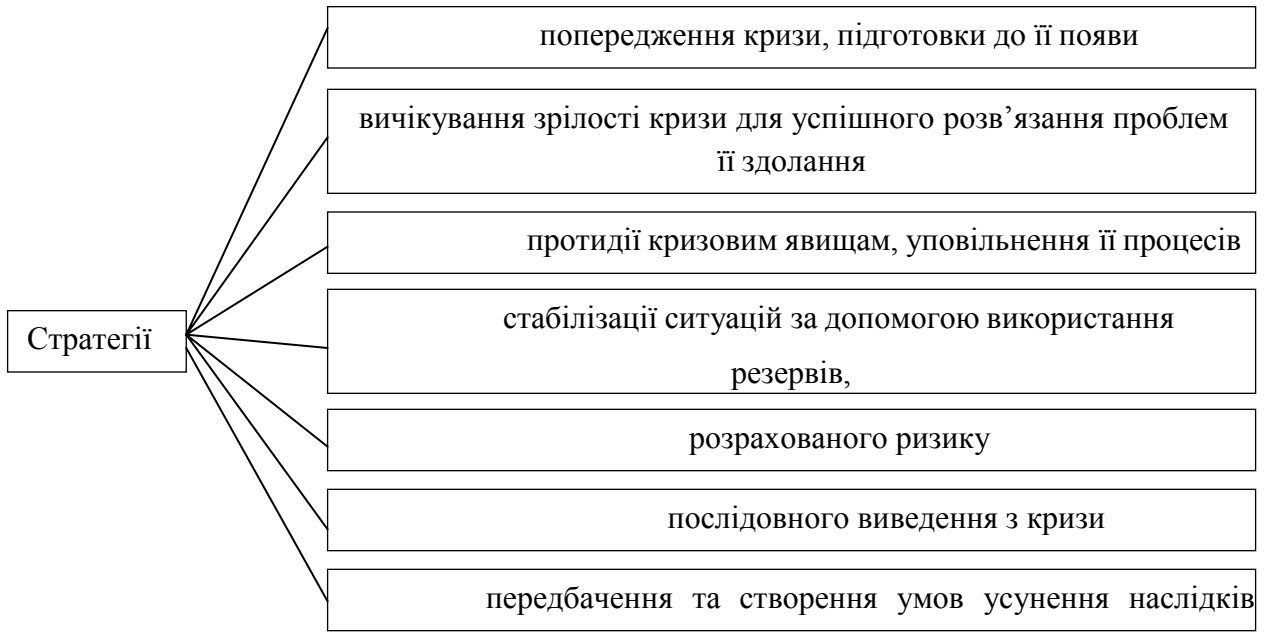 попередження кризи, підготовки до її появи
вичікування зрілості кризи для успішного розв’язання проблем
її здолання
протидії кризовим явищам, уповільнення її процесів
Стратегії
стабілізації ситуацій за допомогою використання
резервів,
розрахованого ризику
послідовного виведення з кризи
передбачення та створення умов усунення наслідків